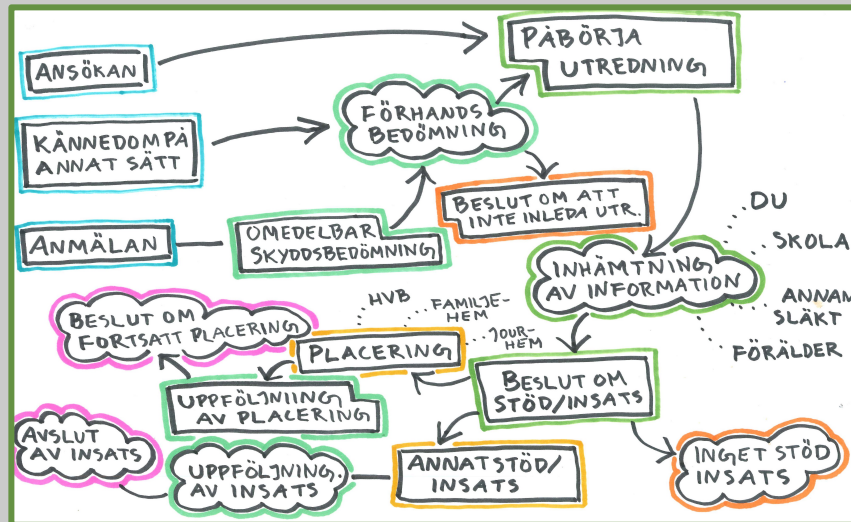 ANSÖKAN
PÅBÖRJA
UTREDNING
KÄNNEDOM PÅ
ANNAT SÄTT
FÖRHANDS
BEDÖMNING
ANMÄLAN
OMEDELBAR
SKYDDSBEDÖMNING
BESLUT OM ATT
INTE INLEDA UTR.
INHÄMTNING
AV INFORMATION
DU
SKOLA
ANNAN
SLÄKT
FÖRÄLDER
BESLUT OM
FORTSATT PLACERING
HVB
FAMILJE-
HEM
JOUR-
HEM
PLACERING
BESLUT OM
STÖD/INSATS
UPPFÖLJNIING
AV PLACERING
AVSLUT
AV INSATS
UPPFÖLJNING.
AV INSATS
ANNAT STÖD/
INSATS
INGET STÖD
INSATS